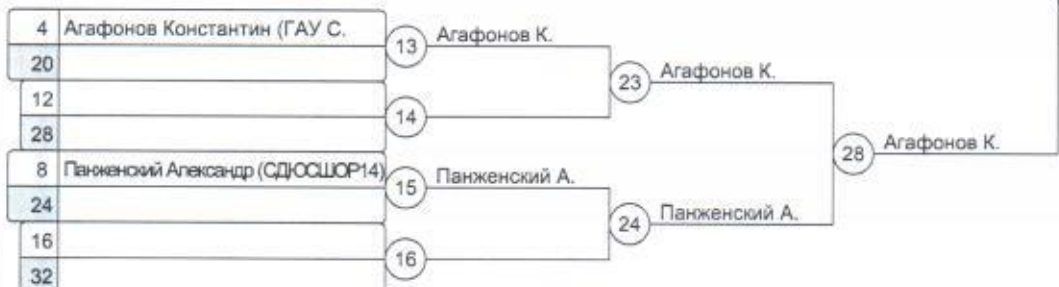 4 Агафонов Константин (ГАУ С.
13 Агафонов К.
20
23 Агафонов К.
12
14
28
28 Агафонов К.
8 Панженский Александр (СДЮСШОР14)
15 Панженский А.
24
24 Панженский А.
16
16
32